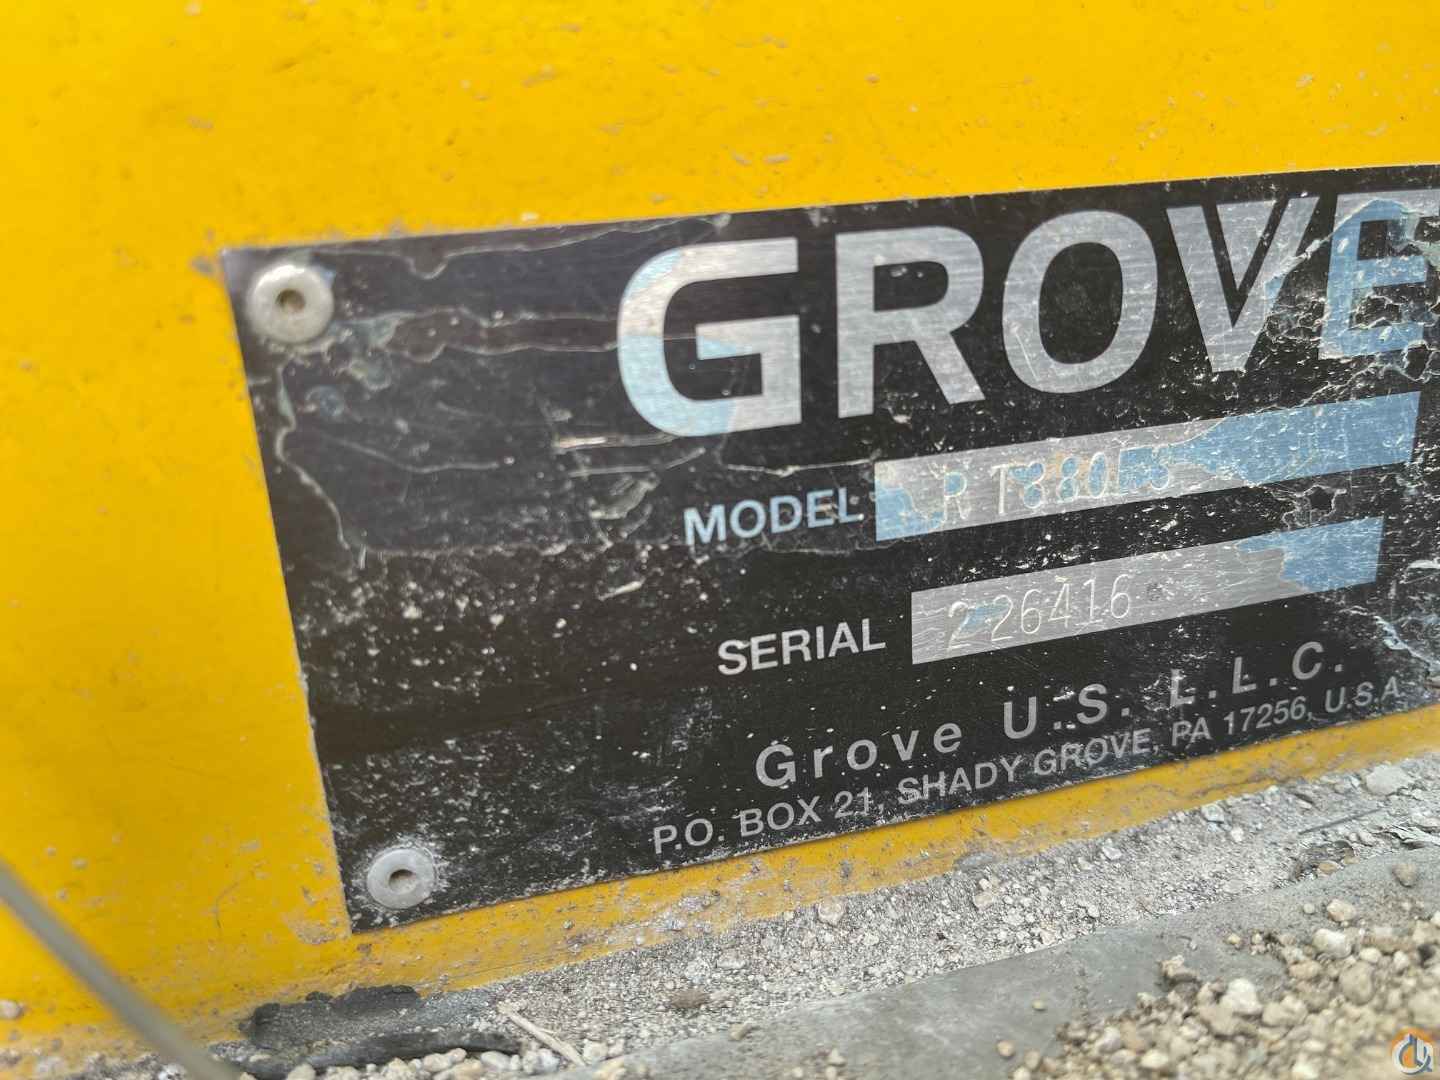 GROVE
MODEL RT880E
SERIAL 226416
Grove U.S. L.L.C.
P.O. BOX 21, SHADY GROVE, PA 17256, U.S.A.